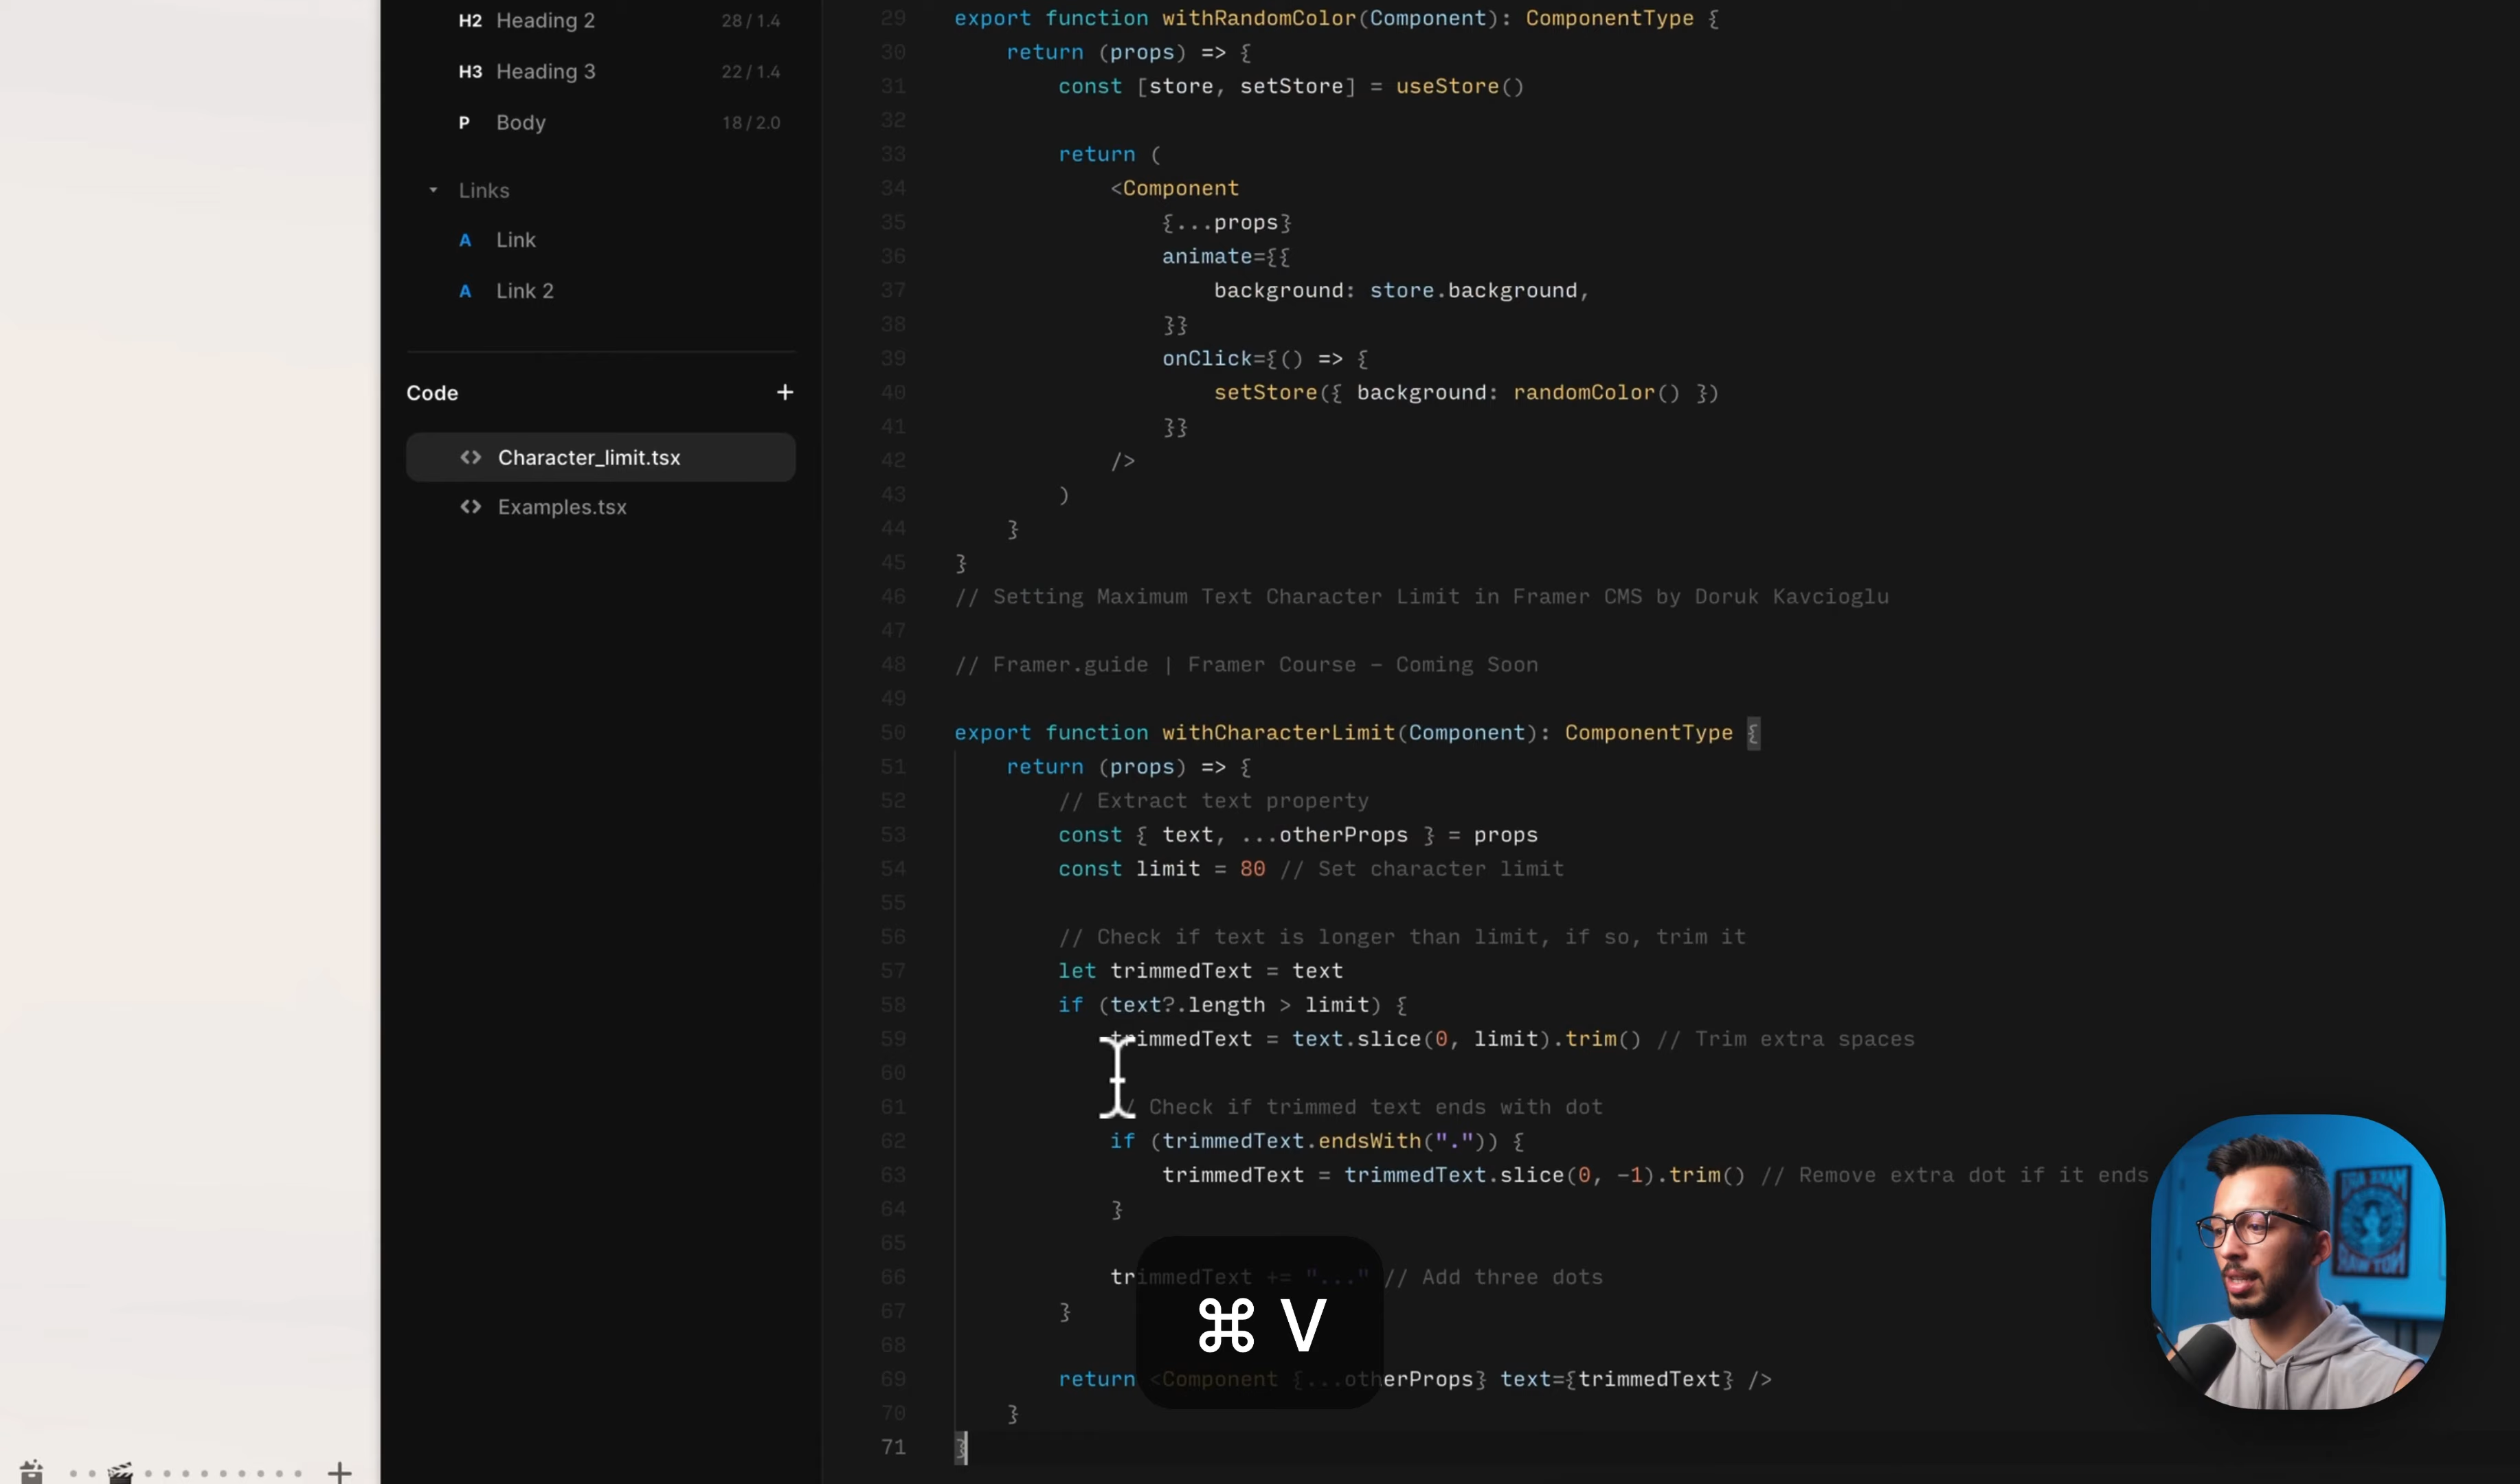 H2 Heading 2 28 / 1.4
H3 Heading 3 22 / 1.4
P Body 18 / 2.0
Links
A Link
A Link 2
Code +
<> Character_limit.tsx
<> Examples.tsx
29 export function withRandomColor(Component): ComponentType {
30 return (props) => {
31 const [store, setStore] = useStore()
32
33 return (
34 <Component
35 {...props}
36 animate={{
37 background: store.background,
38 }}
39 onClick={() => {
40 setStore({ background: randomColor() })
41 }}
42 />
43 )
44 }
45 }
46 // Setting Maximum Text Character Limit in Framer CMS by Doruk Kavcioglu
47
48 // Framer.guide | Framer Course - Coming Soon
49
50 export function withCharacterLimit(Component): ComponentType {
51 return (props) => {
52 // Extract text property
53 const { text, ...otherProps } = props
54 const limit = 80 // Set character limit
55
56 // Check if text is longer than limit, if so, trim it
57 let trimmedText = text
58 if (text?.length > limit) {
59 trimmedText = text.slice(0, limit).trim() // Trim extra spaces
60
61 // Check if trimmed text ends with dot
62 if (trimmedText.endsWith(".")) {
63 trimmedText = trimmedText.slice(0, -1).trim() // Remove extra dot if it ends
64 }
65
66 trimmedText += "..." // Add three dots
67 }
68
69 return <Component {...otherProps} text={trimmedText} />
70 }
71 }
⌘ V